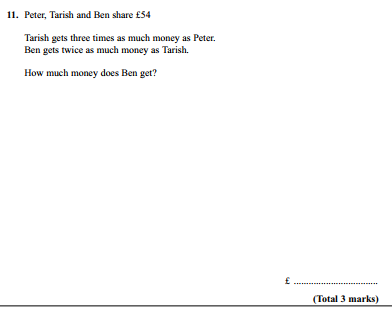 11. Peter, Tarish and Ben share £54
Tarish gets three times as much money as Peter.
Ben gets twice as much money as Tarish.
How much money does Ben get?
£ ....................................
(Total 3 marks)